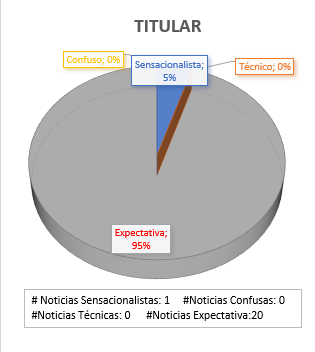 TITULAR
Confuso; 0%
Sensacionalista;
5%
Técnico; 0%
Expectativa;
95%
# Noticias Sensacionalistas: 1 #Noticias Confusas: 0
#Noticias Técnicas: 0 #Noticias Expectativa:20